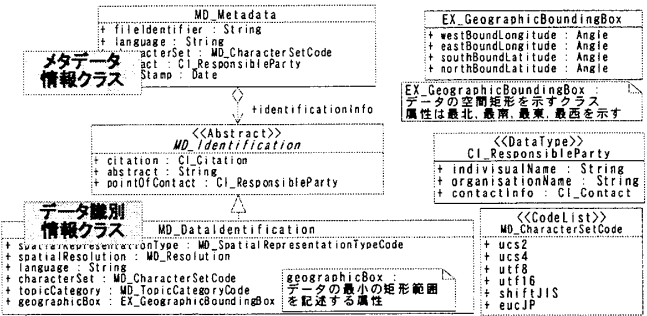 MD_Metadata
+ fileIdentifier : String
+ language : String
acterSet : MD_CharacterSetCode
act : CI_ResponsibleParty
Stamp : Date
メタデータ
情報クラス
+identificationInfo
<<Abstract>>
MD_Identification
+ citation : CI_Citation
+ abstract : String
+ pointOfContact : CI_ResponsibleParty
データ識別
情報クラス
MD_DataIdentification
+ spatialRepresentationType : MD_SpatialRepresentationTypeCode
+ spatialResolution : MD_Resolution
+ language : String
+ characterSet : MD_CharacterSetCode
+ topicCategory : MD_TopicCategoryCode
+ geographicBox : EX_GeographicBoundingBox
geographicBox :
データの最小の矩形範囲
を記述する属性
EX_GeographicBoundingBox
+ westBoundLongitude : Angle
+ eastBoundLongitude : Angle
+ southBoundLatitude : Angle
+ northBoundLatitude : Angle
EX_GeographicBoundingBox :
データの空間矩形を示すクラス
属性は最北,最南,最東,最西を示す
<<DataType>>
CI_ResponsibleParty
+ indivisualName : String
+ organisationName : String
+ contactInfo : CI_Contact
<<CodeList>>
MD_CharacterSetCode
+ ucs2
+ ucs4
+ utf8
+ utf16
+ shiftJIS
+ eucJP